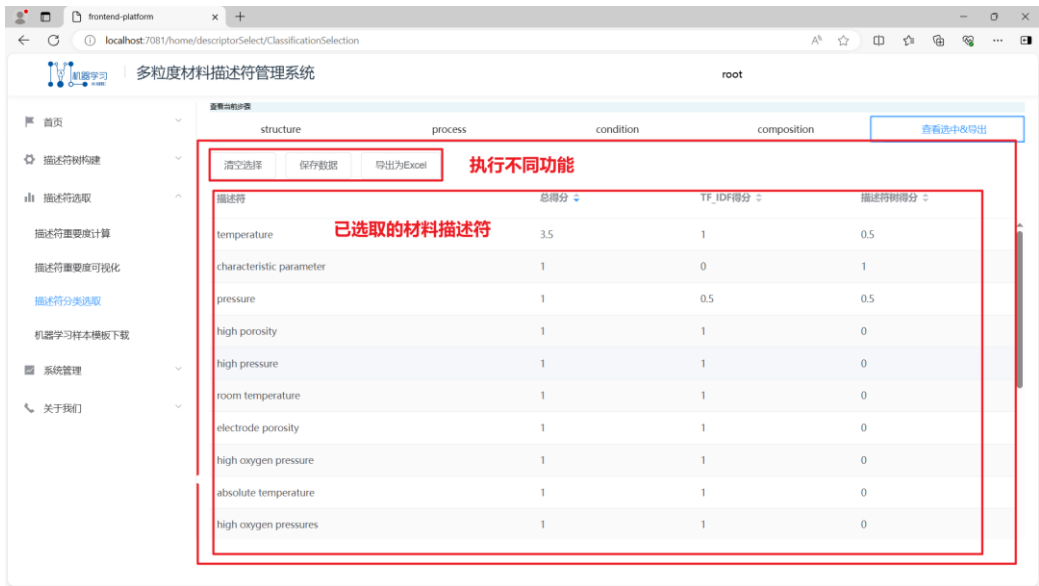 frontend-platform
localhost:7081/home/descriptorSelect/ClassificationSelection
机器学习
多粒度材料描述符管理系统
root
查看当前步骤
首页
structure process condition composition 查看选中&导出
描述符树构建
清空选择 保存数据 导出为Excel 执行不同功能
描述符选取
描述符 总得分 TF_IDF得分 描述符树得分
已选取的材料描述符
描述符重要度计算
temperature 3.5 1 0.5
描述符重要度可视化
characteristic parameter 1 0 1
描述符分类选取
pressure 1 0.5 0.5
机器学习样本模板下载
high porosity 1 1 0
系统管理
high pressure 1 1 0
room temperature 1 1 0
关于我们
electrode porosity 1 1 0
high oxygen pressure 1 1 0
absolute temperature 1 1 0
high oxygen pressures 1 1 0